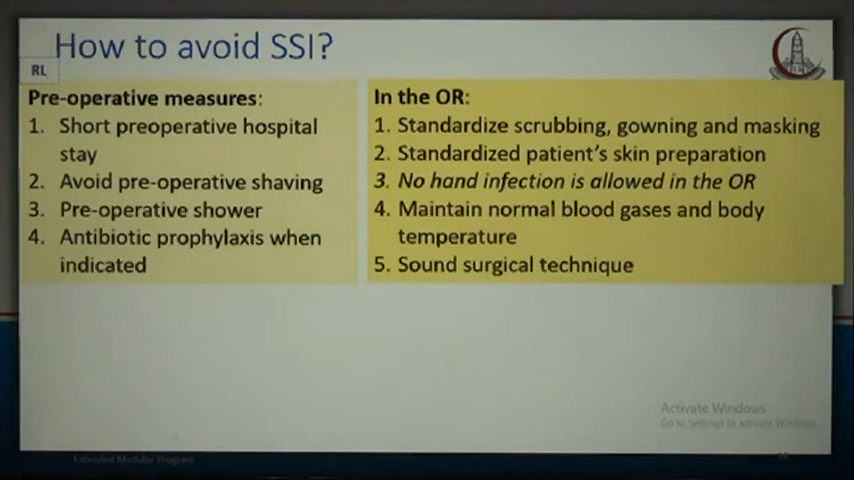 How to avoid SSI?
RL
Pre-operative measures:
1. Short preoperative hospital
stay
2. Avoid pre-operative shaving
3. Pre-operative shower
4. Antibiotic prophylaxis when
indicated
In the OR:
1. Standardize scrubbing, gowning and masking
2. Standardized patient's skin preparation
3. No hand infection is allowed in the OR
4. Maintain normal blood gases and body
temperature
5. Sound surgical technique
Activate Windows
Go to Settings to activate Windows.
Extended Modular Program